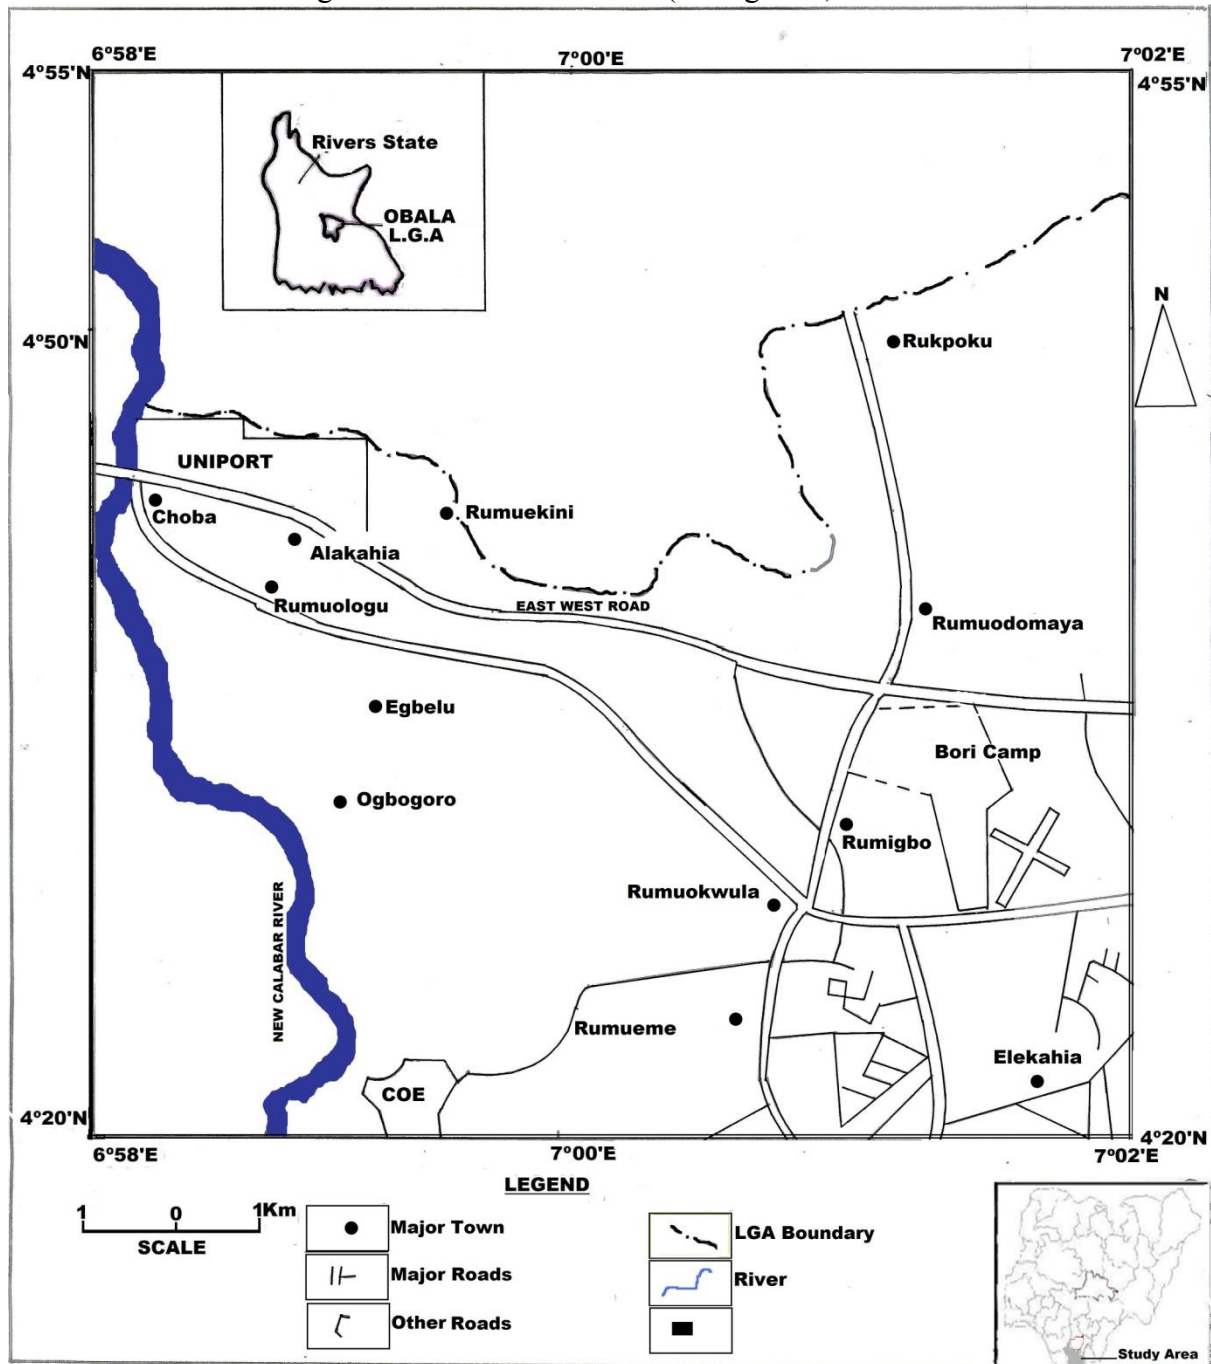 6º58'E
7º00'E
7º02'E
4º55'N
4º55'N
Rivers State
OBALA
L.G.A
N
4º50'N
Rukpoku
UNIPORT
Choba
Rumuekini
Alakahia
Rumuologu
EAST WEST ROAD
Rumuodomaya
Egbelu
Bori Camp
Ogbogoro
Rumigbo
Rumuokwula
NEW CALABAR RIVER
Rumueme
Elekahia
COE
4º20'N
4º20'N
6º58'E
7º00'E
7º02'E
LEGEND
1 0 1Km
SCALE
Major Town
LGA Boundary
Major Roads
River
Other Roads
Study Area